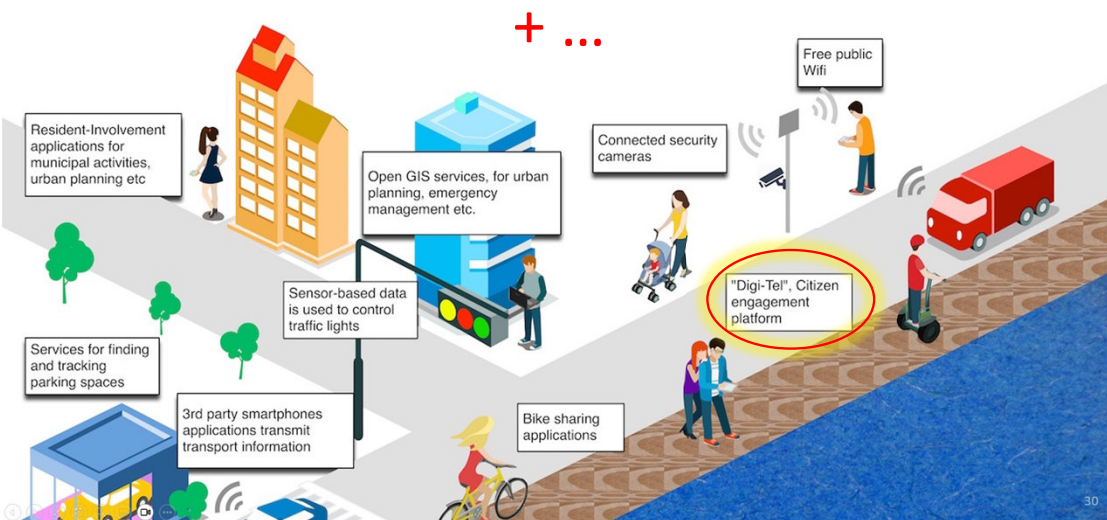 + ...
Free public
Wifi
Resident-Involvement
applications for
municipal activities,
urban planning etc
Connected security
cameras
Open GIS services, for urban
planning, emergency
management etc.
"Digi-Tel", Citizen
engagement
platform
Sensor-based data
is used to control
traffic lights
Services for finding
and tracking
parking spaces
3rd party smartphones
applications transmit
transport information
Bike sharing
applications
30